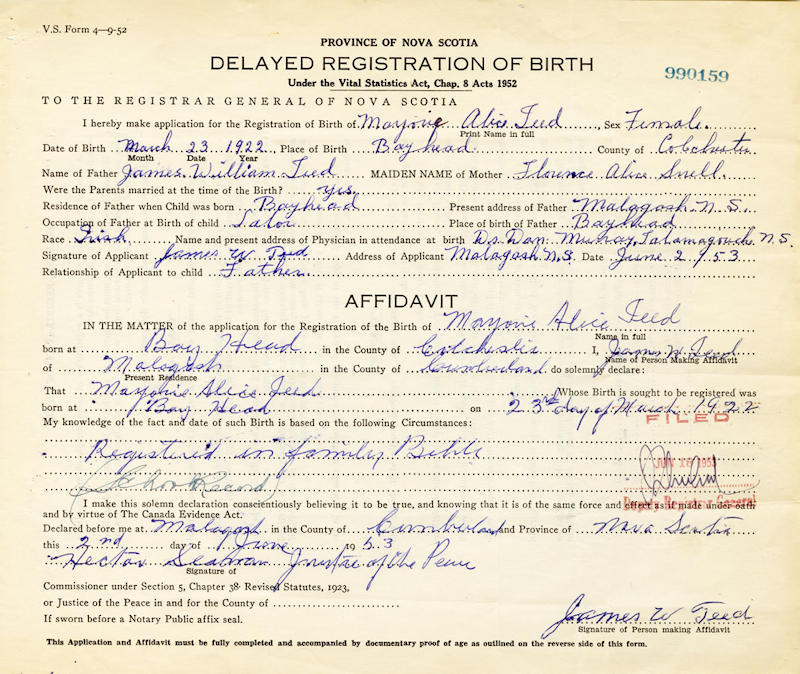 V.S. Form 4—9-52
PROVINCE OF NOVA SCOTIA
DELAYED REGISTRATION OF BIRTH
990159
Under the Vital Statistics Act, Chap. 8 Acts 1952
TO THE REGISTRAR GENERAL OF NOVA SCOTIA
I hereby make application for the Registration of Birth of Marjorie Alice Teed, Sex Female.
Print Name in full
Date of Birth March 23 1922, Place of Birth Bayhead County of Colchester
Month Date Year
Name of Father James William Teed MAIDEN NAME of Mother Florence Alice Snell.
Were the Parents married at the time of the Birth? yes
Residence of Father when Child was born Bayhead Present address of Father Malagash N.S.
Occupation of Father at Birth of child Place of birth of Father Bayhead
Race Irish Name and present address of Physician in attendance at birth Dr. Dan Murray, Tatamagouch N.S.
Signature of Applicant James W Teed Address of Applicant Malagash N.S. Date June 2 1953
Relationship of Applicant to child Father
AFFIDAVIT
IN THE MATTER of the application for the Registration of the Birth of Marjorie Alice Teed
Name in full
born at Bay Head in the County of Colchester I, James W Teed
Name of Person Making Affidavit
of Malagash in the County of Cumberland do solemnly declare:
Present Residence
That Marjorie Alice Teed Whose Birth is sought to be registered was
born at Bay Head on 23rd day of March 1922
FILED
My knowledge of the fact and date of such Birth is based on the following Circumstances:
Registered in family Bible
JUN 16 1953
(School Record)
Deputy Registrar General
I make this solemn declaration conscientiously believing it to be true, and knowing that it is of the same force and effect as if made under oath
and by virtue of The Canada Evidence Act.
Declared before me at Malagash in the County of Cumberland and Province of Nova Scotia
this 2nd day of June 1953
Hector Seaman Justice of the Peace
Signature of
Commissioner under Section 5, Chapter 38 Revised Statutes, 1923,
or Justice of the Peace in and for the County of
If sworn before a Notary Public affix seal.
James W Teed
Signature of Person making Affidavit
This Application and Affidavit must be fully completed and accompanied by documentary proof of age as outlined on the reverse side of this form.